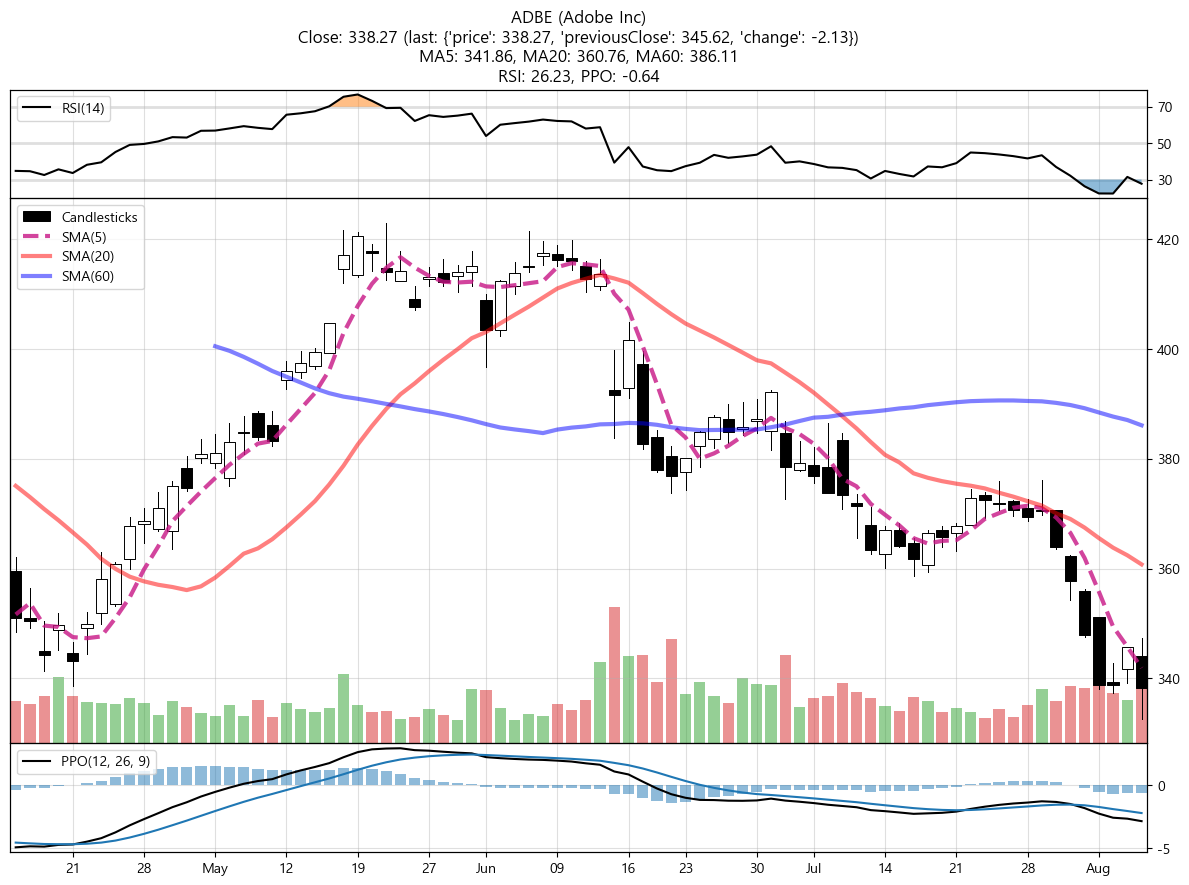 ADBE (Adobe Inc)
Close: 338.27 (last: {'price': 338.27, 'previousClose': 345.62, 'change': -2.13})
MA5: 341.86, MA20: 360.76, MA60: 386.11
RSI: 26.23, PPO: -0.64
RSI(14)
70
50
30
Candlesticks
SMA(5)
SMA(20)
SMA(60)
420
400
380
360
340
PPO(12, 26, 9)
0
-5
21 28 May 12 19 27 Jun 09 16 23 30 Jul 14 21 28 Aug